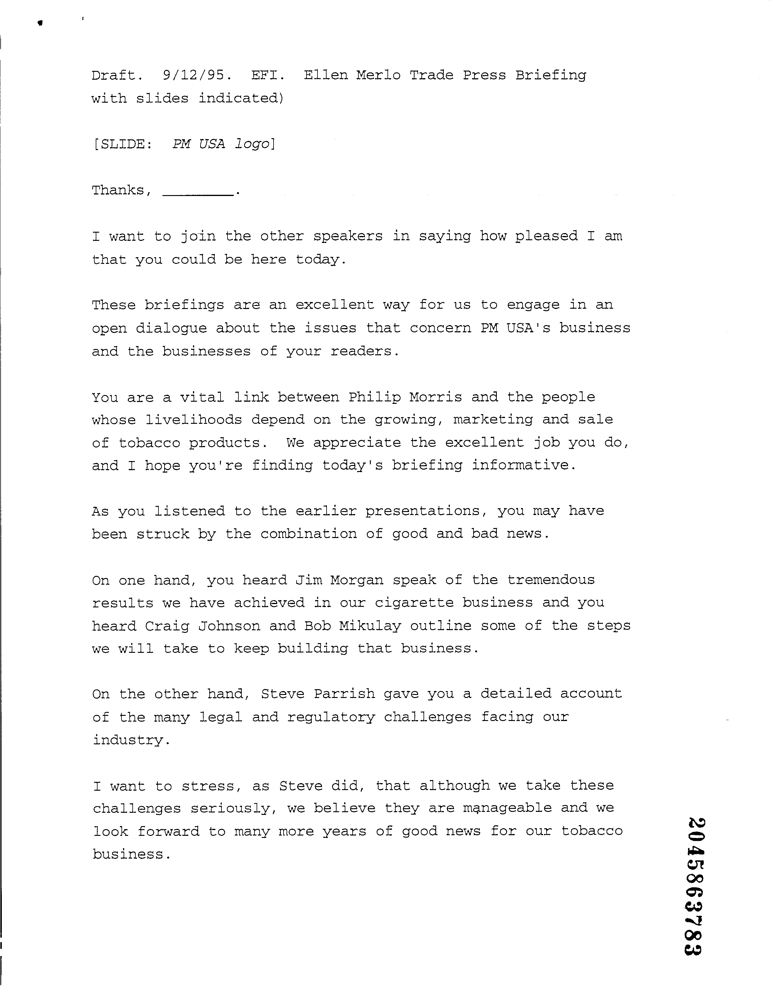 Draft. 9/12/95. EFI. Ellen Merlo Trade Press Briefing
with slides indicated)
[SLIDE: PM USA logo]
Thanks, ________.
I want to join the other speakers in saying how pleased I am
that you could be here today.
These briefings are an excellent way for us to engage in an
open dialogue about the issues that concern PM USA's business
and the businesses of your readers.
You are a vital link between Philip Morris and the people
whose livelihoods depend on the growing, marketing and sale
of tobacco products. We appreciate the excellent job you do,
and I hope you're finding today's briefing informative.
As you listened to the earlier presentations, you may have
been struck by the combination of good and bad news.
On one hand, you heard Jim Morgan speak of the tremendous
results we have achieved in our cigarette business and you
heard Craig Johnson and Bob Mikulay outline some of the steps
we will take to keep building that business.
On the other hand, Steve Parrish gave you a detailed account
of the many legal and regulatory challenges facing our
industry.
I want to stress, as Steve did, that although we take these
challenges seriously, we believe they are manageable and we
look forward to many more years of good news for our tobacco
business.
2045863783